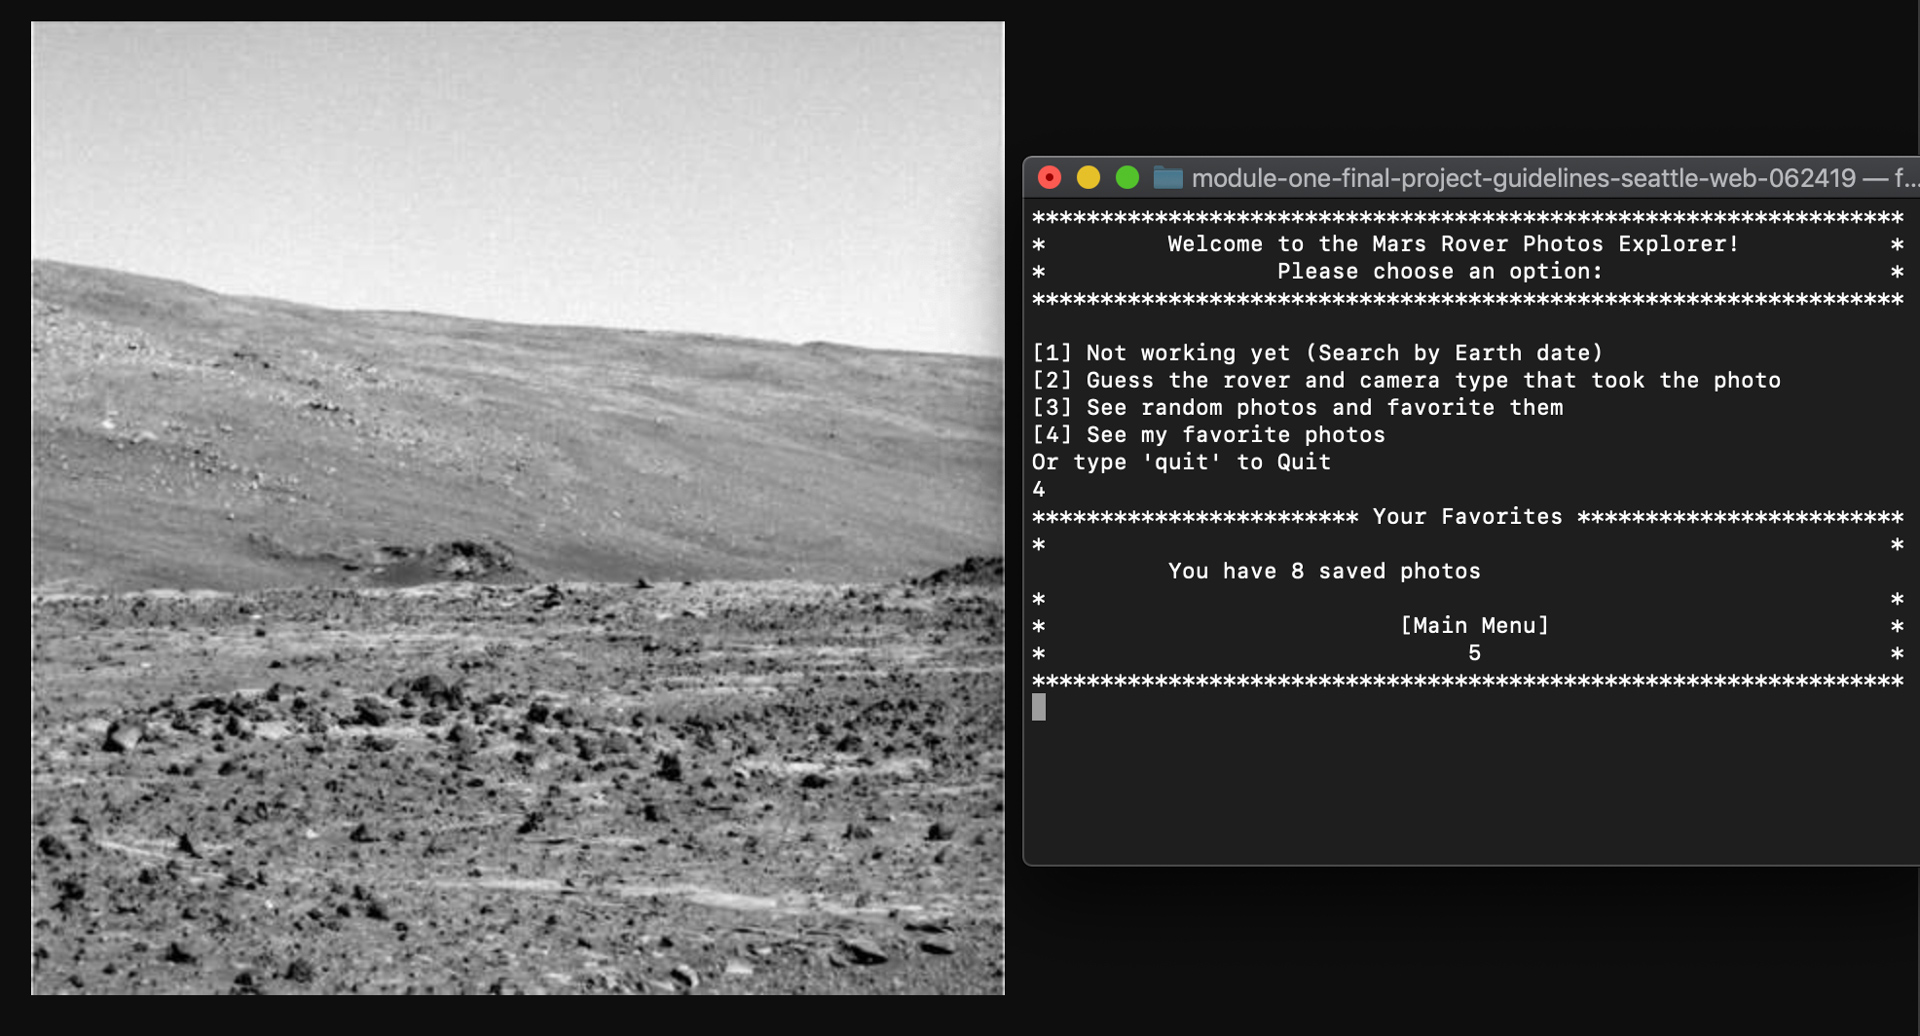 module-one-final-project-guidelines-seattle-web-062419 — f...
****************************************************************
*         Welcome to the Mars Rover Photos Explorer!           *
*                 Please choose an option:                     *
****************************************************************
[1] Not working yet (Search by Earth date)
[2] Guess the rover and camera type that took the photo
[3] See random photos and favorite them
[4] See my favorite photos
Or type 'quit' to Quit
4
************************ Your Favorites ************************
*                                                              *
          You have 8 saved photos
*                                                              *
*                          [Main Menu]                         *
*                               5                              *
****************************************************************